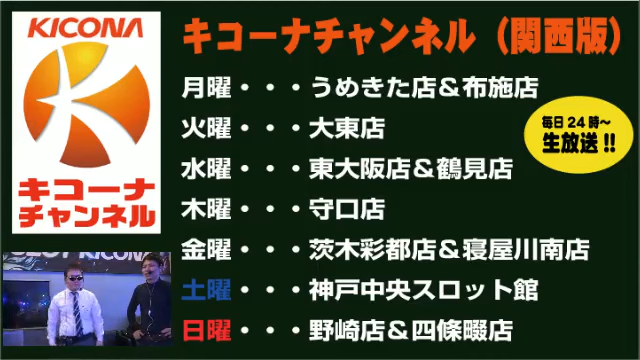 KICONA
キコーナ
チャンネル
キコーナチャンネル（関西版）
月曜・・・うめきた店＆布施店
火曜・・・大東店
水曜・・・東大阪店＆鶴見店
木曜・・・守口店
金曜・・・茨木彩都店＆寝屋川南店
土曜・・・神戸中央スロット館
日曜・・・野崎店＆四條畷店
毎日24時～
生放送!!